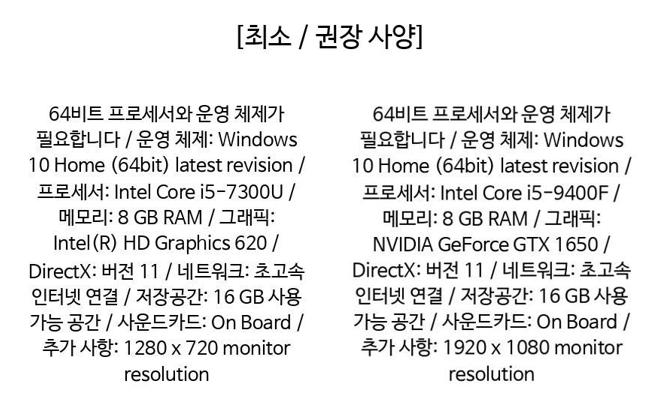 [최소 / 권장 사양]
64비트 프로세서와 운영 체제가
필요합니다 / 운영 체제: Windows
10 Home (64bit) latest revision /
프로세서: Intel Core i5-7300U /
메모리: 8 GB RAM / 그래픽:
Intel(R) HD Graphics 620 /
DirectX: 버전 11 / 네트워크: 초고속
인터넷 연결 / 저장공간: 16 GB 사용
가능 공간 / 사운드카드: On Board /
추가 사항: 1280 x 720 monitor
resolution
64비트 프로세서와 운영 체제가
필요합니다 / 운영 체제: Windows
10 Home (64bit) latest revision /
프로세서: Intel Core i5-9400F /
메모리: 8 GB RAM / 그래픽:
NVIDIA GeForce GTX 1650 /
DirectX: 버전 11 / 네트워크: 초고속
인터넷 연결 / 저장공간: 16 GB 사용
가능 공간 / 사운드카드: On Board /
추가 사항: 1920 x 1080 monitor
resolution